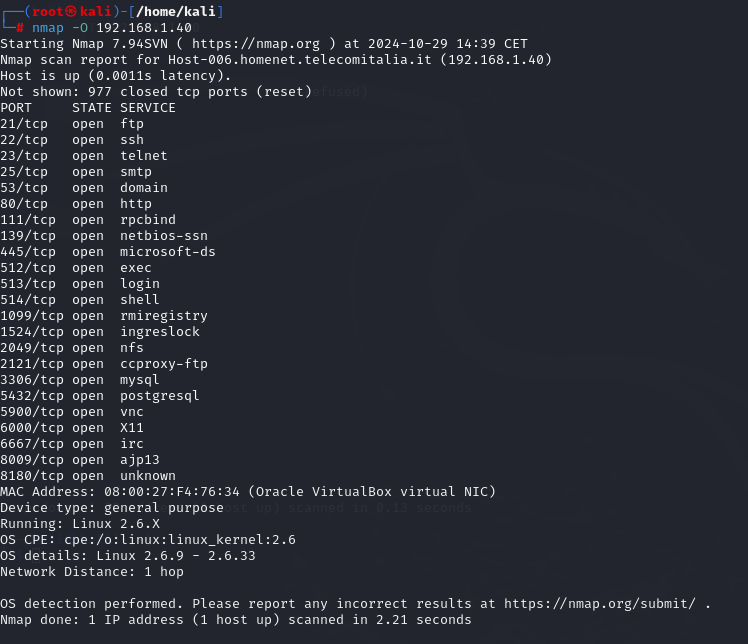 ┌──(root㉿kali)-[/home/kali]
└─# nmap -O 192.168.1.40
Starting Nmap 7.94SVN ( https://nmap.org ) at 2024-10-29 14:39 CET
Nmap scan report for Host-006.homenet.telecomitalia.it (192.168.1.40)
Host is up (0.0011s latency).
Not shown: 977 closed tcp ports (reset)
PORT     STATE SERVICE
21/tcp   open  ftp
22/tcp   open  ssh
23/tcp   open  telnet
25/tcp   open  smtp
53/tcp   open  domain
80/tcp   open  http
111/tcp  open  rpcbind
139/tcp  open  netbios-ssn
445/tcp  open  microsoft-ds
512/tcp  open  exec
513/tcp  open  login
514/tcp  open  shell
1099/tcp open  rmiregistry
1524/tcp open  ingreslock
2049/tcp open  nfs
2121/tcp open  ccproxy-ftp
3306/tcp open  mysql
5432/tcp open  postgresql
5900/tcp open  vnc
6000/tcp open  X11
6667/tcp open  irc
8009/tcp open  ajp13
8180/tcp open  unknown
MAC Address: 08:00:27:F4:76:34 (Oracle VirtualBox virtual NIC)
Device type: general purpose
Running: Linux 2.6.X
OS CPE: cpe:/o:linux:linux_kernel:2.6
OS details: Linux 2.6.9 - 2.6.33
Network Distance: 1 hop

OS detection performed. Please report any incorrect results at https://nmap.org/submit/ .
Nmap done: 1 IP address (1 host up) scanned in 2.21 seconds